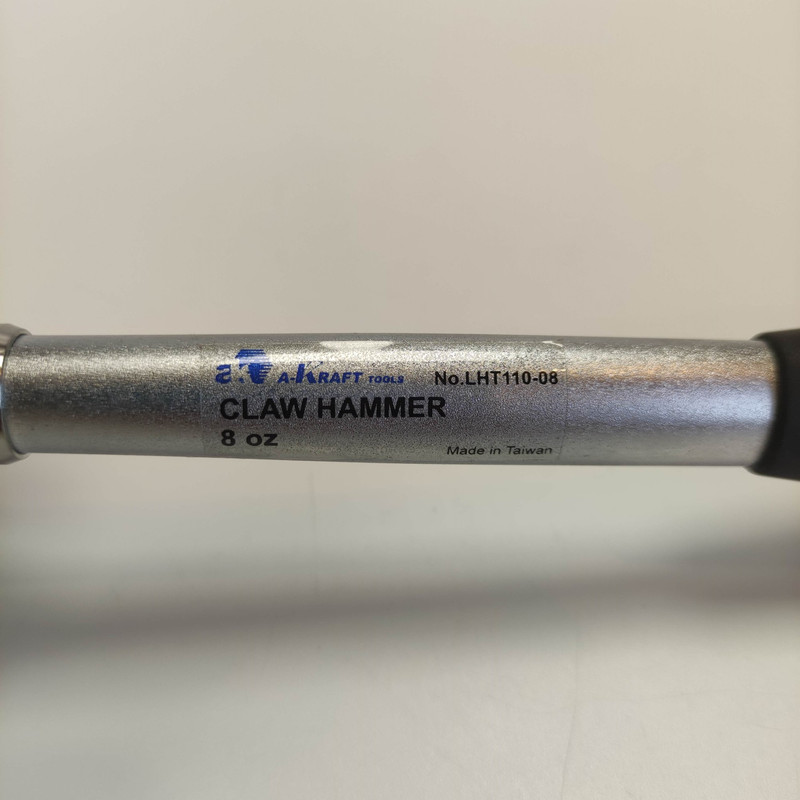 a A-KRAFT TOOLS No.LHT110-08
CLAW HAMMER
8 oz
Made in Taiwan